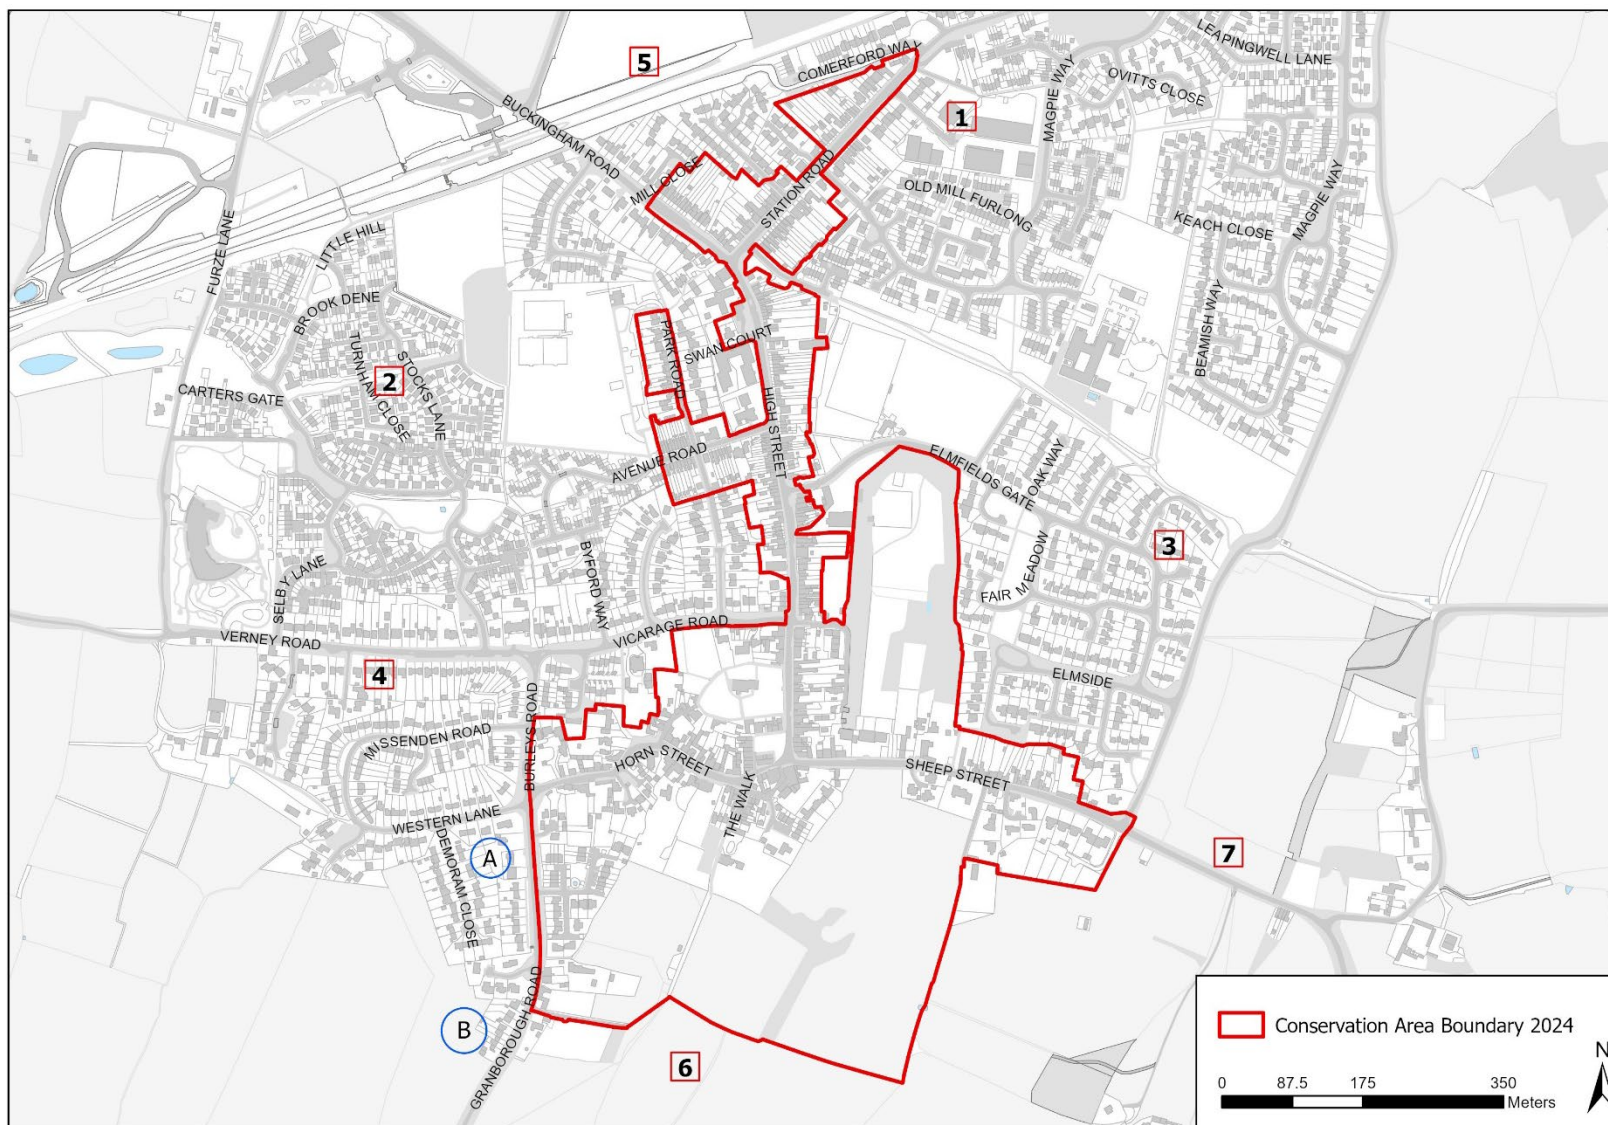 LEAPINGWELL LANE
COMERFORD WAY
5
OVITTS CLOSE
MAGPIE WAY
BUCKINGHAM ROAD
1
MILL CLOSE
STATION ROAD
OLD MILL FURLONG
KEACH CLOSE
MAGPIE WAY
FURZE LANE
LITTLE HILL
BROOK DENE
BEAMISH WAY
PARK ROAD
SWAN COURT
TURNHAM CLOSE
STOCKS LANE
2
CARTERS GATE
HIGH STREET
AVENUE ROAD
ELMFIELDS GATE
OAK WAY
3
SELBY LANE
BYFORD WAY
FAIR MEADOW
VERNEY ROAD
VICARAGE ROAD
4
ELMSIDE
BURLEYS ROAD
MISSENDEN ROAD
HORN STREET
SHEEP STREET
THE WALK
WESTERN LANE
DEMORAM CLOSE
A
7
GRANBOROUGH ROAD
B
6
Conservation Area Boundary 2024
N
0 87.5 175 350
Meters